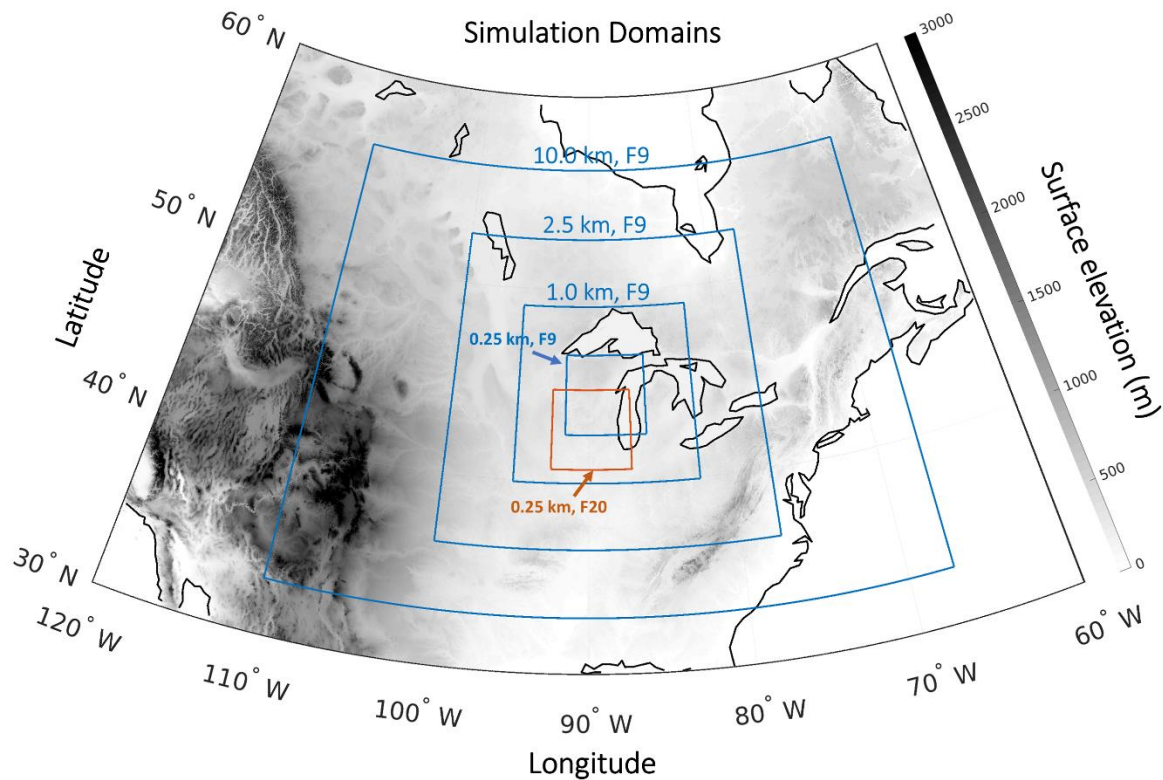 Simulation Domains
60° N
50° N
40° N
30° N
Latitude
10.0 km, F9
2.5 km, F9
1.0 km, F9
0.25 km, F9
0.25 km, F20
120° W
110° W
100° W
90° W
80° W
70° W
60° W
Longitude
3000
2500
2000
1500
1000
500
0
Surface elevation (m)